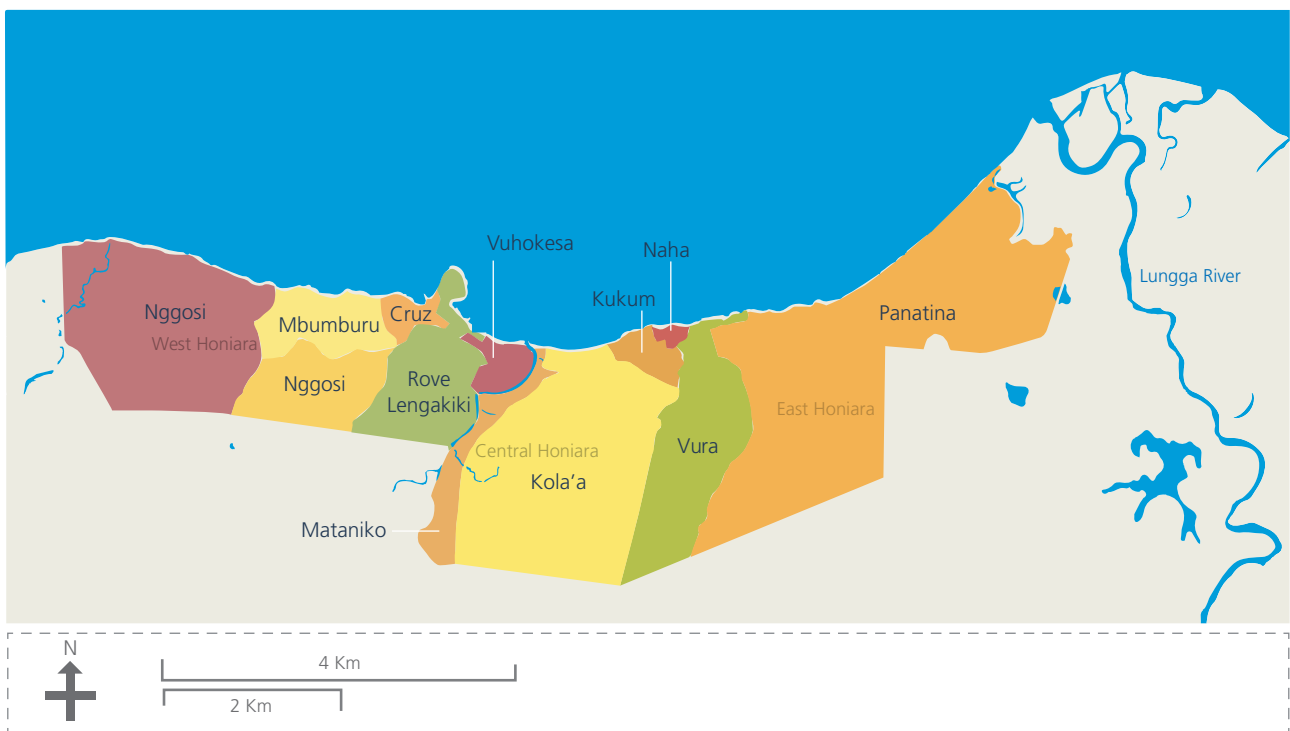 Vuhokesa
Naha
Lungga River
Kukum
Nggosi
West Honiara
Mbumburu
Cruz
Panatina
Nggosi
Rove
Lengakiki
East Honiara
Central Honiara
Vura
Kola’a
Mataniko
N
4 Km
2 Km